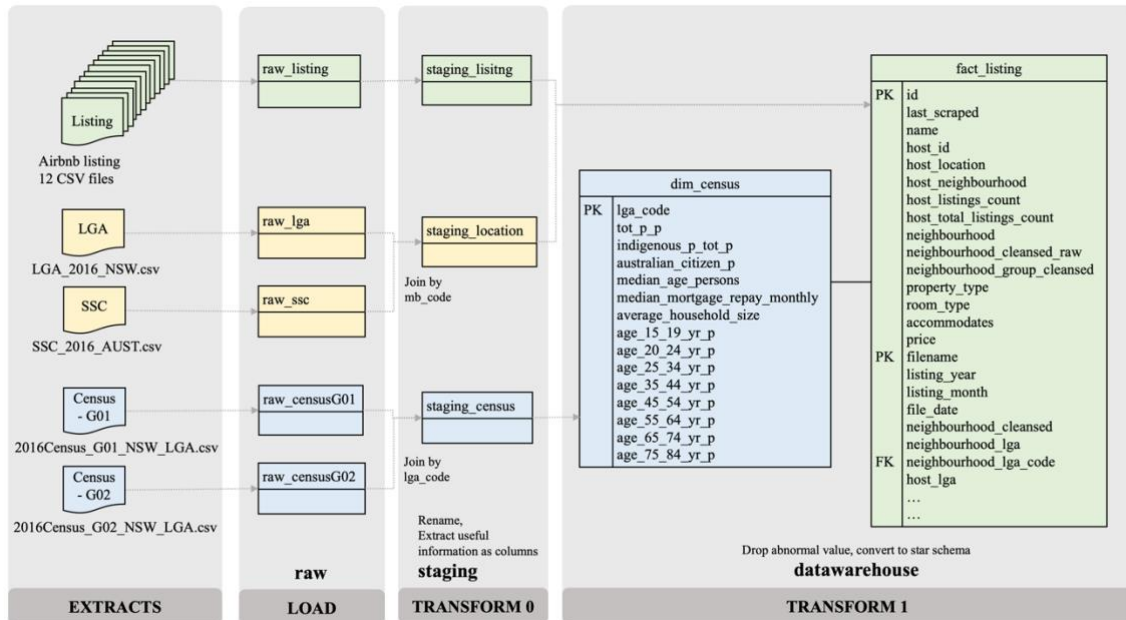 Listing
Airbnb listing
12 CSV files
LGA
LGA_2016_NSW.csv
SSC
SSC_2016_AUST.csv
Census
- G01
2016Census_G01_NSW_LGA.csv
Census
- G02
2016Census_G02_NSW_LGA.csv
EXTRACTS
raw_listing
raw_lga
raw_ssc
raw_censusG01
raw_censusG02
raw
LOAD
staging_lisitng
staging_location
Join by
mb_code
staging_census
Join by
lga_code
Rename,
Extract useful
information as columns
staging
TRANSFORM 0
dim_census
PK lga_code
tot_p_p
indigenous_p_tot_p
australian_citizen_p
median_age_persons
median_mortgage_repay_monthly
average_household_size
age_15_19_yr_p
age_20_24_yr_p
age_25_34_yr_p
age_35_44_yr_p
age_45_54_yr_p
age_55_64_yr_p
age_65_74_yr_p
age_75_84_yr_p
fact_listing
PK id
last_scraped
name
host_id
host_location
host_neighbourhood
host_listings_count
host_total_listings_count
neighbourhood
neighbourhood_cleansed_raw
neighbourhood_group_cleansed
property_type
room_type
accommodates
price
PK filename
listing_year
listing_month
file_date
neighbourhood_cleansed
neighbourhood_lga
FK neighbourhood_lga_code
host_lga
...
...
Drop abnormal value, convert to star schema
datawarehouse
TRANSFORM 1